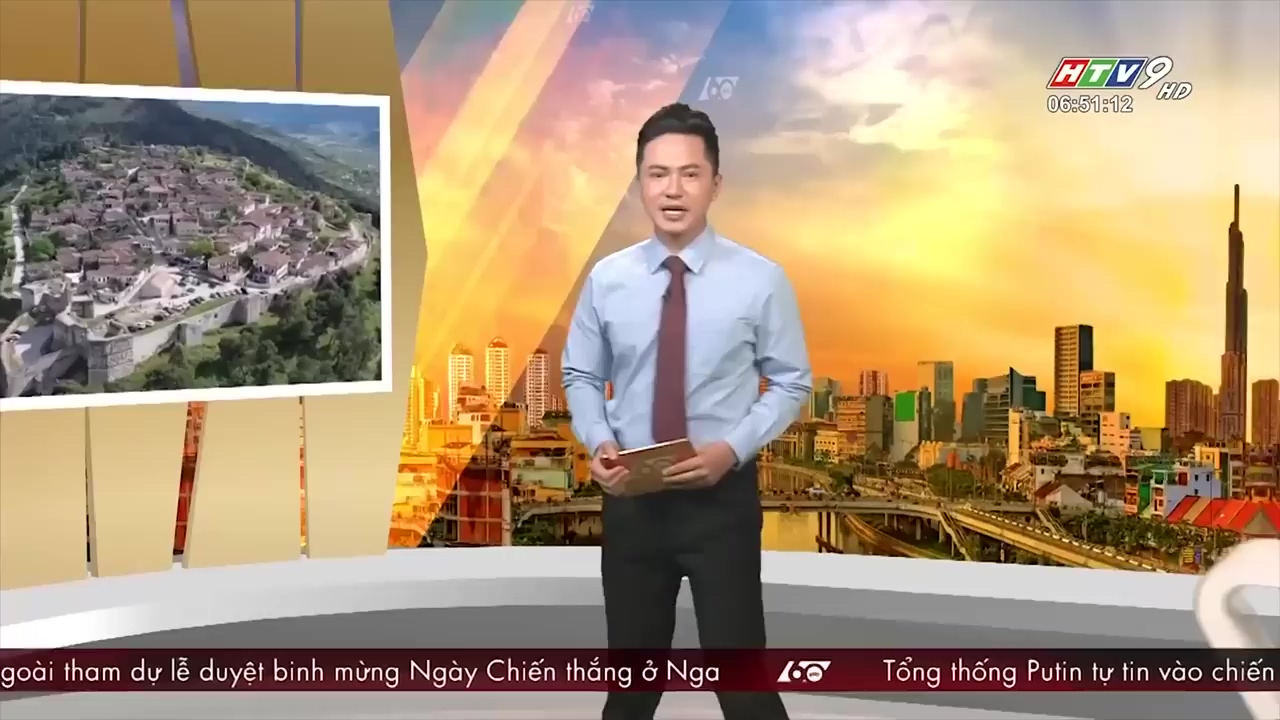 HTV9
HD
06:51:12
goài tham dự lễ duyệt binh mừng Ngày Chiến thắng ở Nga
60
Tổng thống Putin tự tin vào chiến